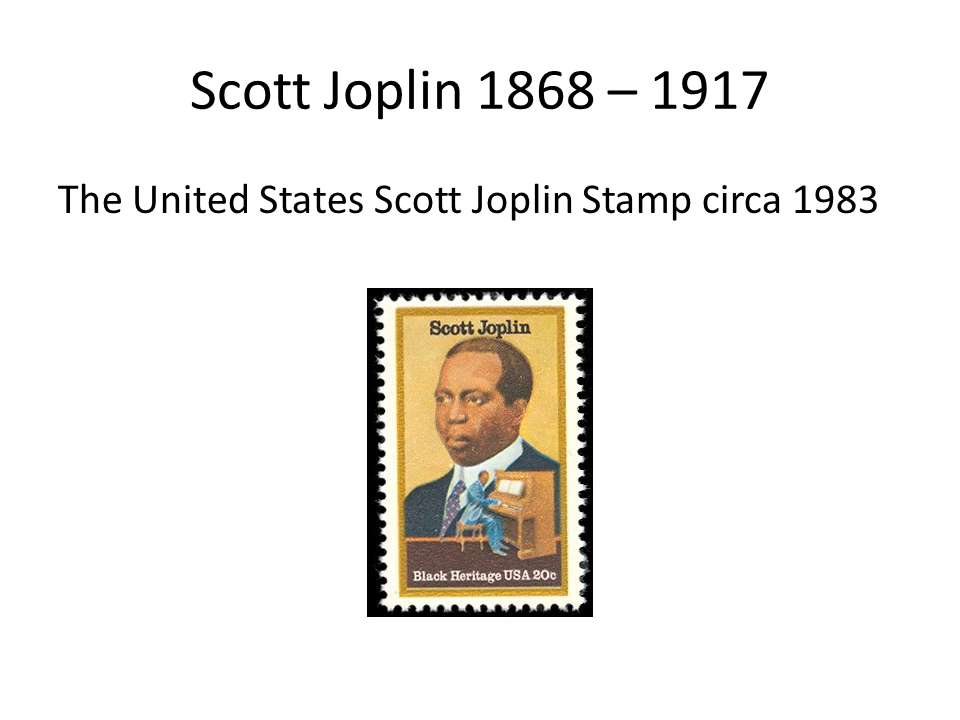 Scott Joplin 1868 – 1917
The United States Scott Joplin Stamp circa 1983
Scott Joplin
Black Heritage USA 20c